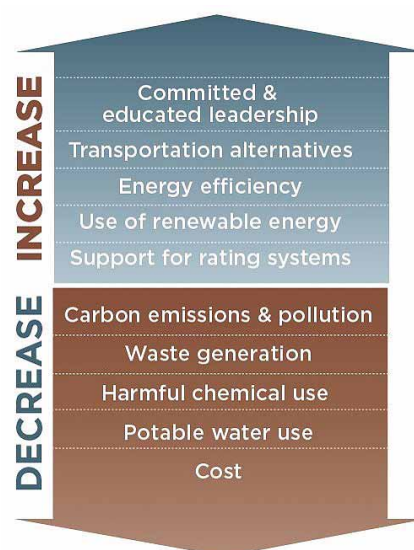 INCREASE
Committed &
educated leadership
Transportation alternatives
Energy efficiency
Use of renewable energy
Support for rating systems
DECREASE
Carbon emissions & pollution
Waste generation
Harmful chemical use
Potable water use
Cost